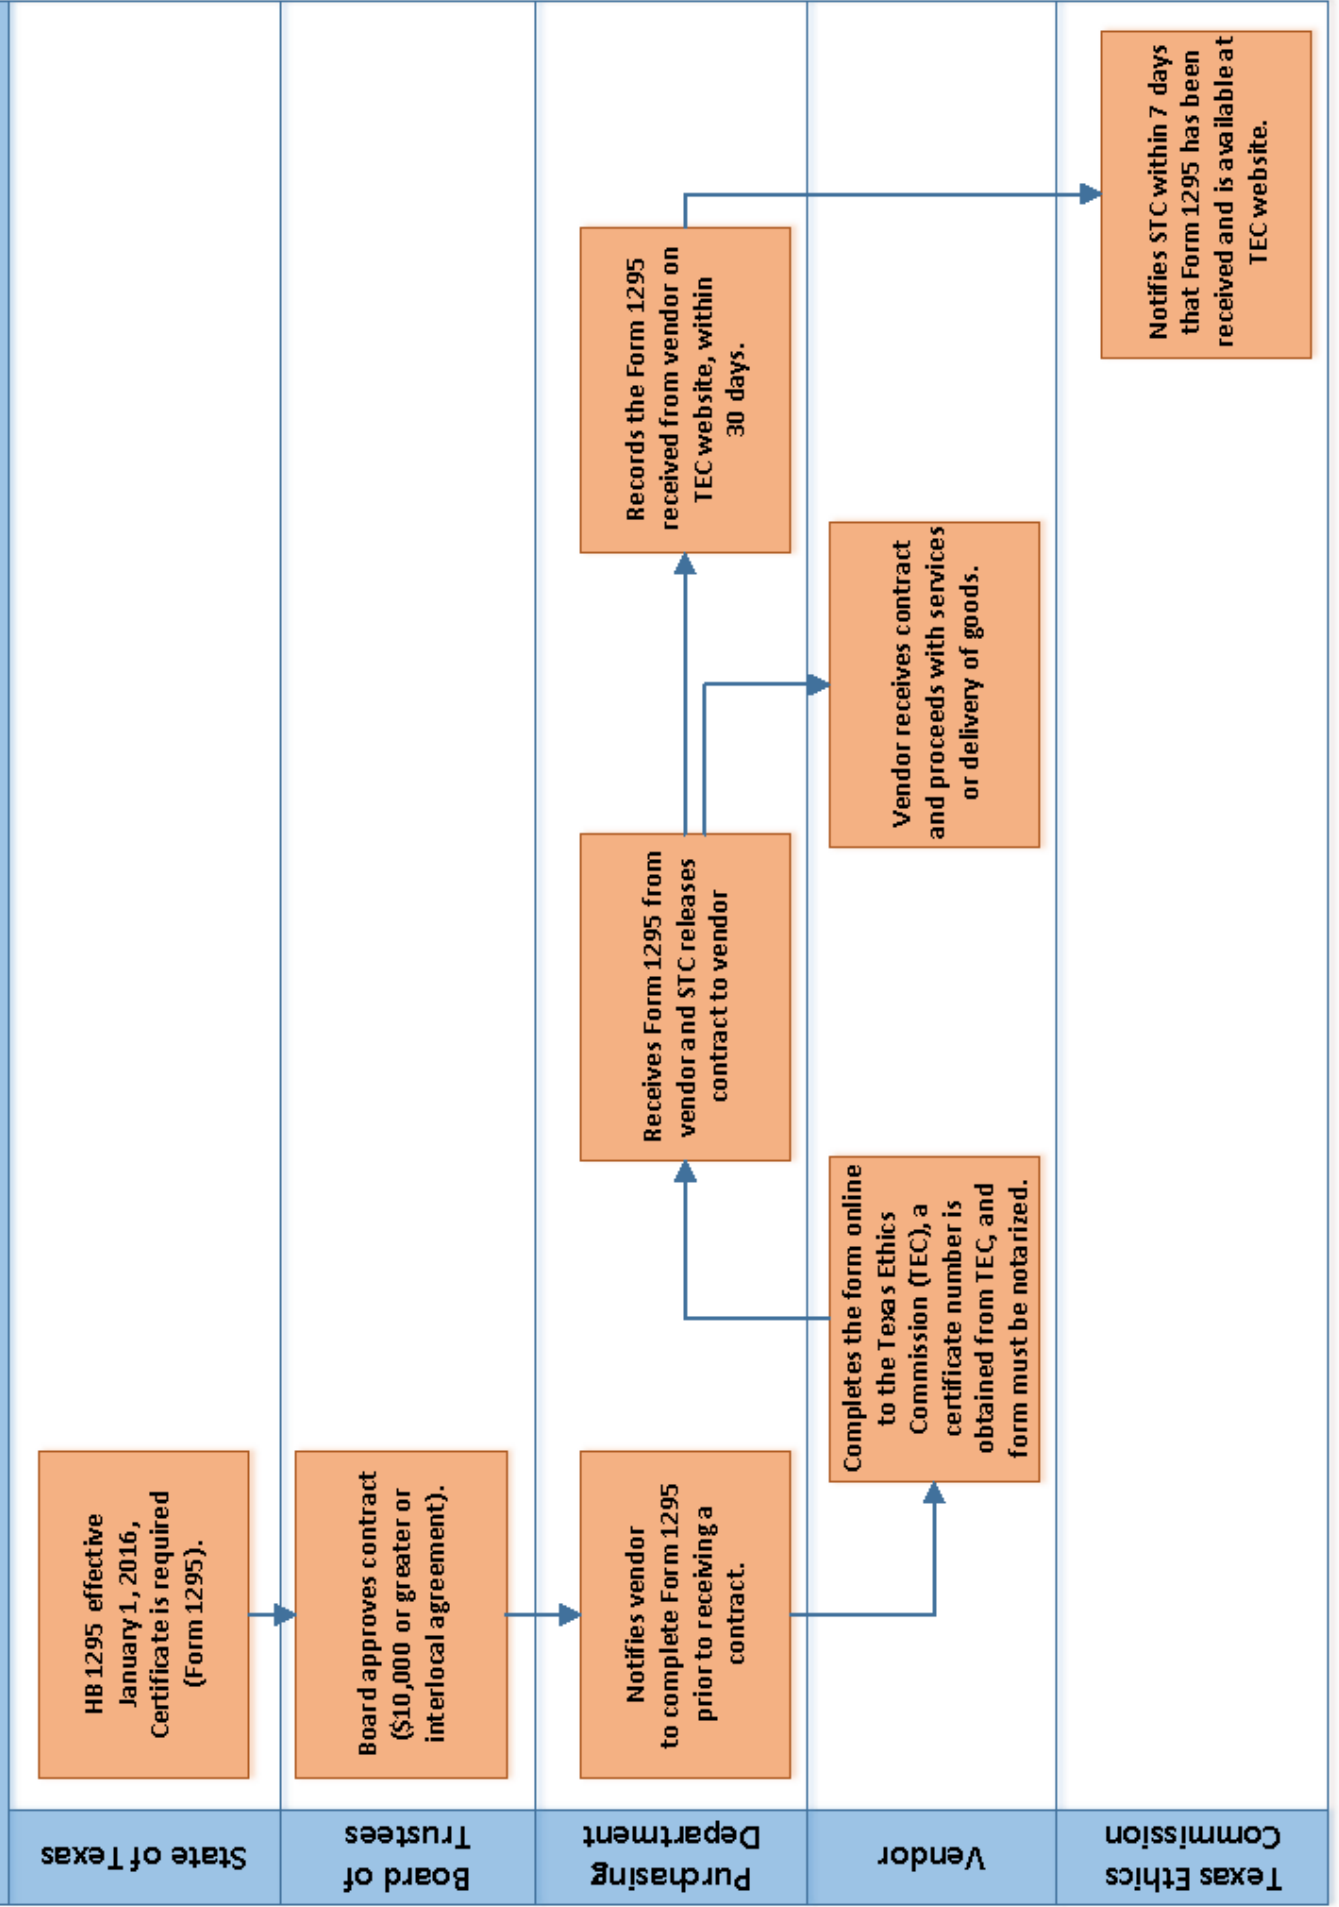 State of Texas
HB 1295 effective
January 1, 2016,
Certificate is required
(Form 1295).
Board of
Trustees
Board approves contract
($10,000 or greater or
interlocal agreement).
Purchasing
Department
Notifies vendor
to complete Form 1295
prior to receiving a
contract.
Receives Form 1295 from
vendor and STC releases
contract to vendor
Records the Form 1295
received from vendor on
TEC website, within
30 days.
Vendor
Completes the form online
to the Texas Ethics
Commission (TEC), a
certificate number is
obtained from TEC, and
form must be notarized.
Vendor receives contract
and proceeds with services
or delivery of goods.
Texas Ethics
Commission
Notifies STC within 7 days
that Form 1295 has been
received and is available at
TEC website.